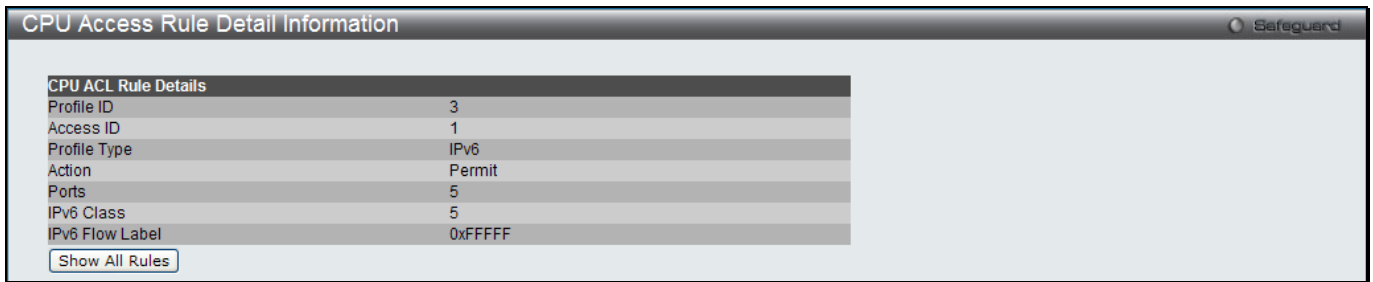 CPU Access Rule Detail Information
Safeguard
CPU ACL Rule Details
Profile ID 3
Access ID 1
Profile Type IPv6
Action Permit
Ports 5
IPv6 Class 5
IPv6 Flow Label 0xFFFFF
Show All Rules